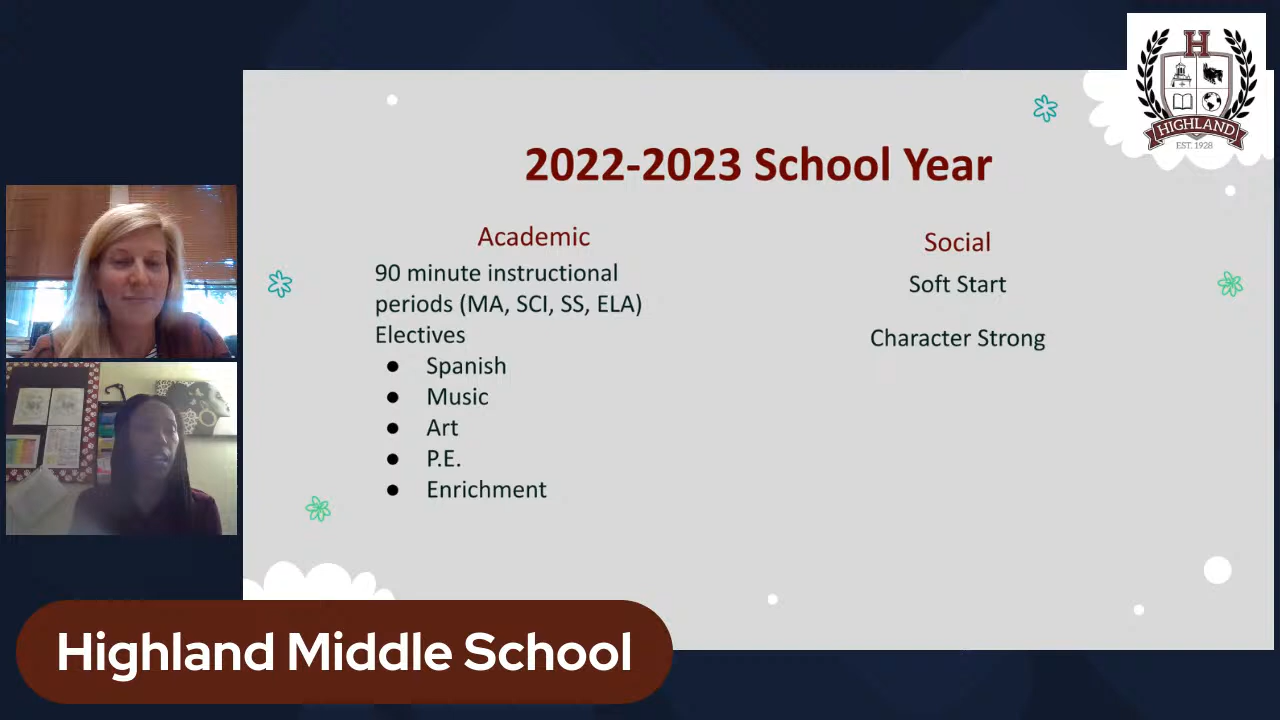 H
HIGHLAND
EST. 1928
2022-2023 School Year
Academic
90 minute instructional
periods (MA, SCI, SS, ELA)
Electives
● Spanish
● Music
● Art
● P.E.
● Enrichment
Social
Soft Start
Character Strong
Highland Middle School